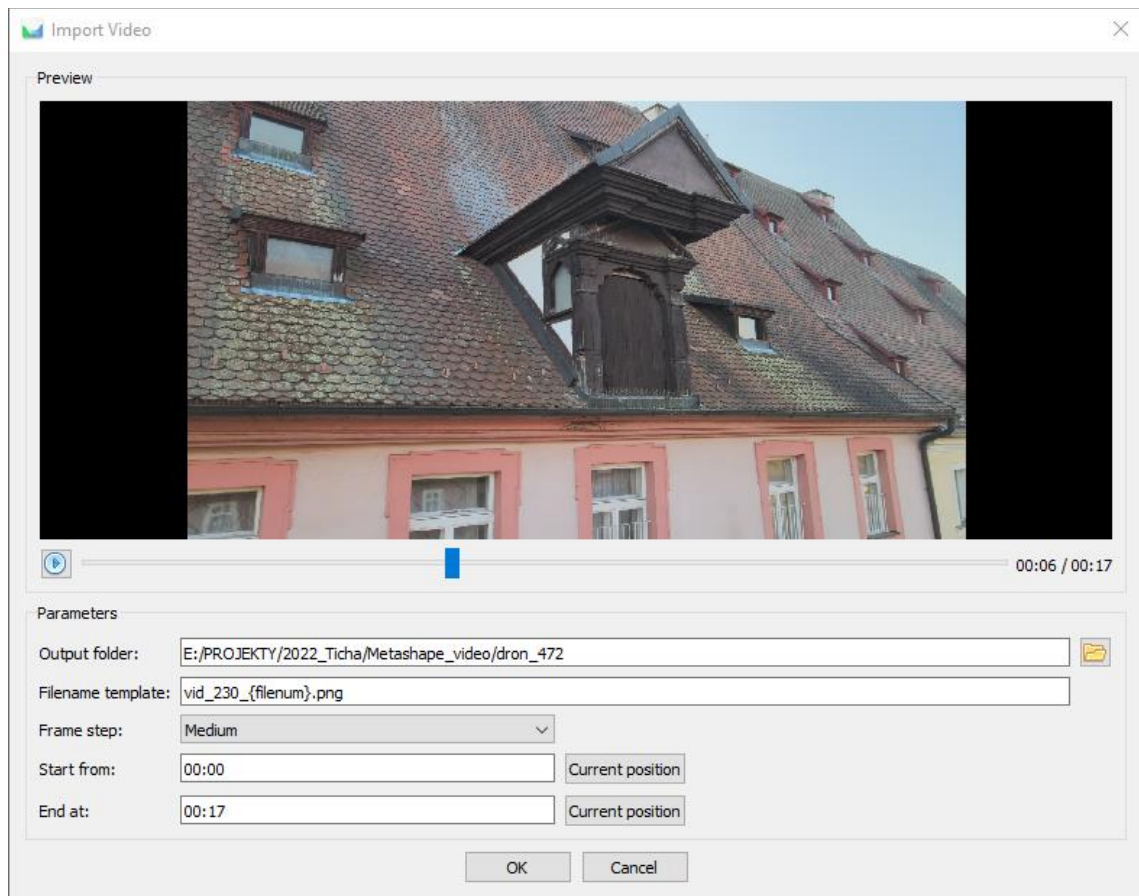 Import Video
Preview
00:06 / 00:17
Parameters
Output folder: E:/PROJEKTY/2022_Ticha/Metashape_video/dron_472
Filename template: vid_230_{filenum}.png
Frame step: Medium
Start from: 00:00 Current position
End at: 00:17 Current position
OK Cancel